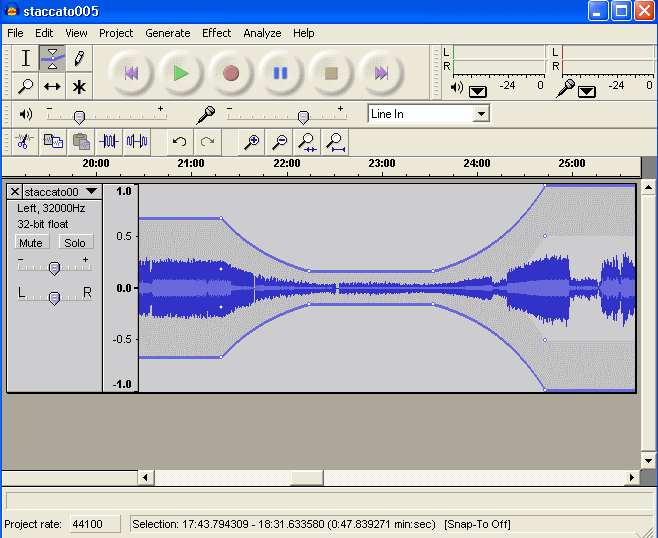 staccato005
File Edit View Project Generate Effect Analyze Help
L
R
-24 0
L
R
-24 0
- +
- +
Line In
20:00 21:00 22:00 23:00 24:00 25:00
staccato00
Left, 32000Hz
32-bit float
Mute Solo
- +
L R
1.0
0.5
0.0
-0.5
-1.0
Project rate: 44100 Selection: 17:43.794309 - 18:31.633580 (0:47.839271 min:sec) [Snap-To Off]